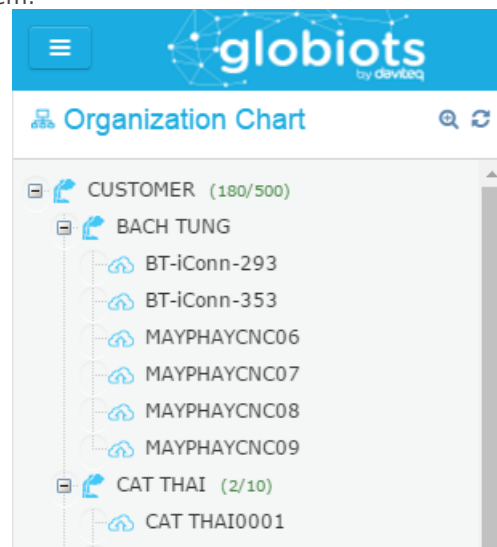 em:
globiots
by daviteq
Organization Chart
CUSTOMER (180/500)
BACH TUNG
BT-iConn-293
BT-iConn-353
MAYPHAYCNC06
MAYPHAYCNC07
MAYPHAYCNC08
MAYPHAYCNC09
CAT THAI (2/10)
CAT THAI0001